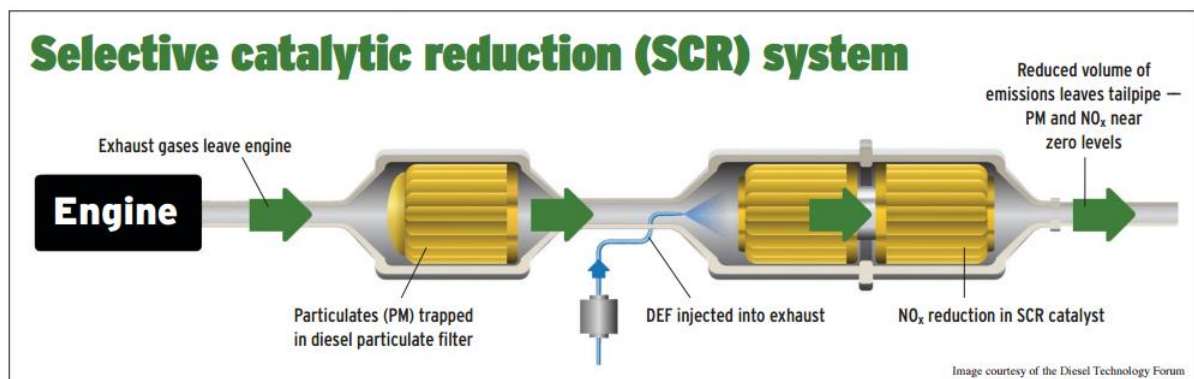 Selective catalytic reduction (SCR) system
Exhaust gases leave engine
Reduced volume of
emissions leaves tailpipe —
PM and NOx near
zero levels
Engine
Particulates (PM) trapped
in diesel particulate filter
DEF injected into exhaust
NOx reduction in SCR catalyst
Image courtesy of the Diesel Technology Forum